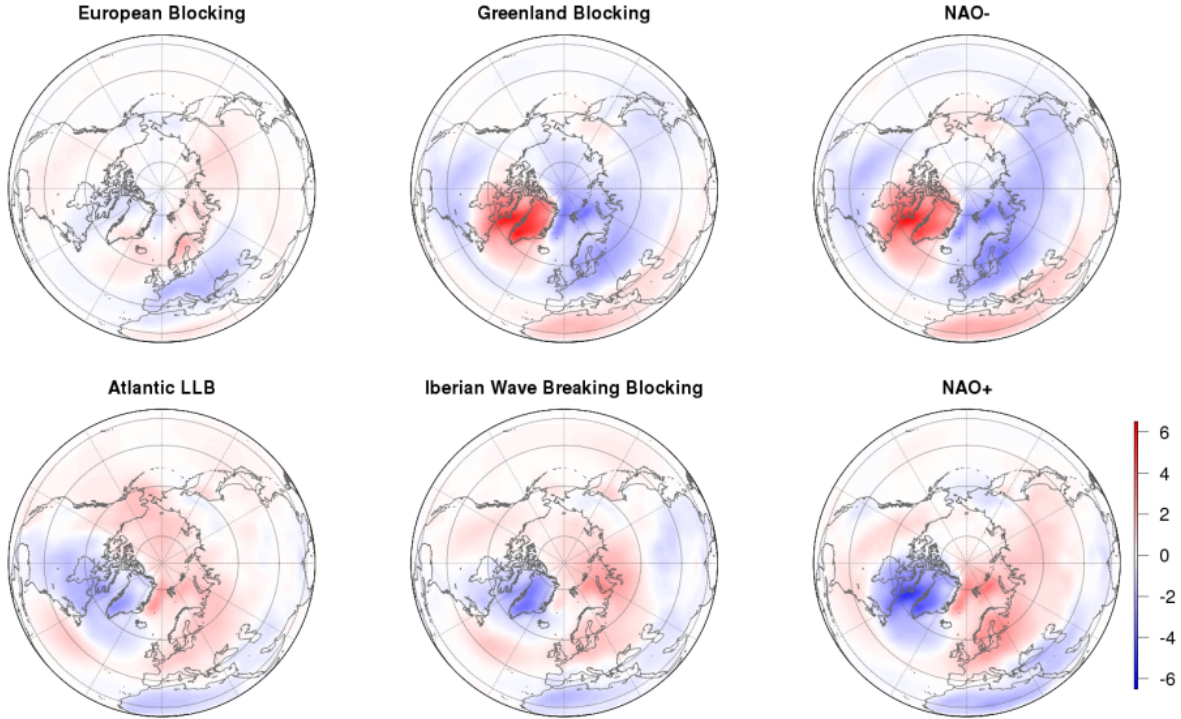 European Blocking
Greenland Blocking
NAO-
Atlantic LLB
Iberian Wave Breaking Blocking
NAO+
6
4
2
0
-2
-4
-6